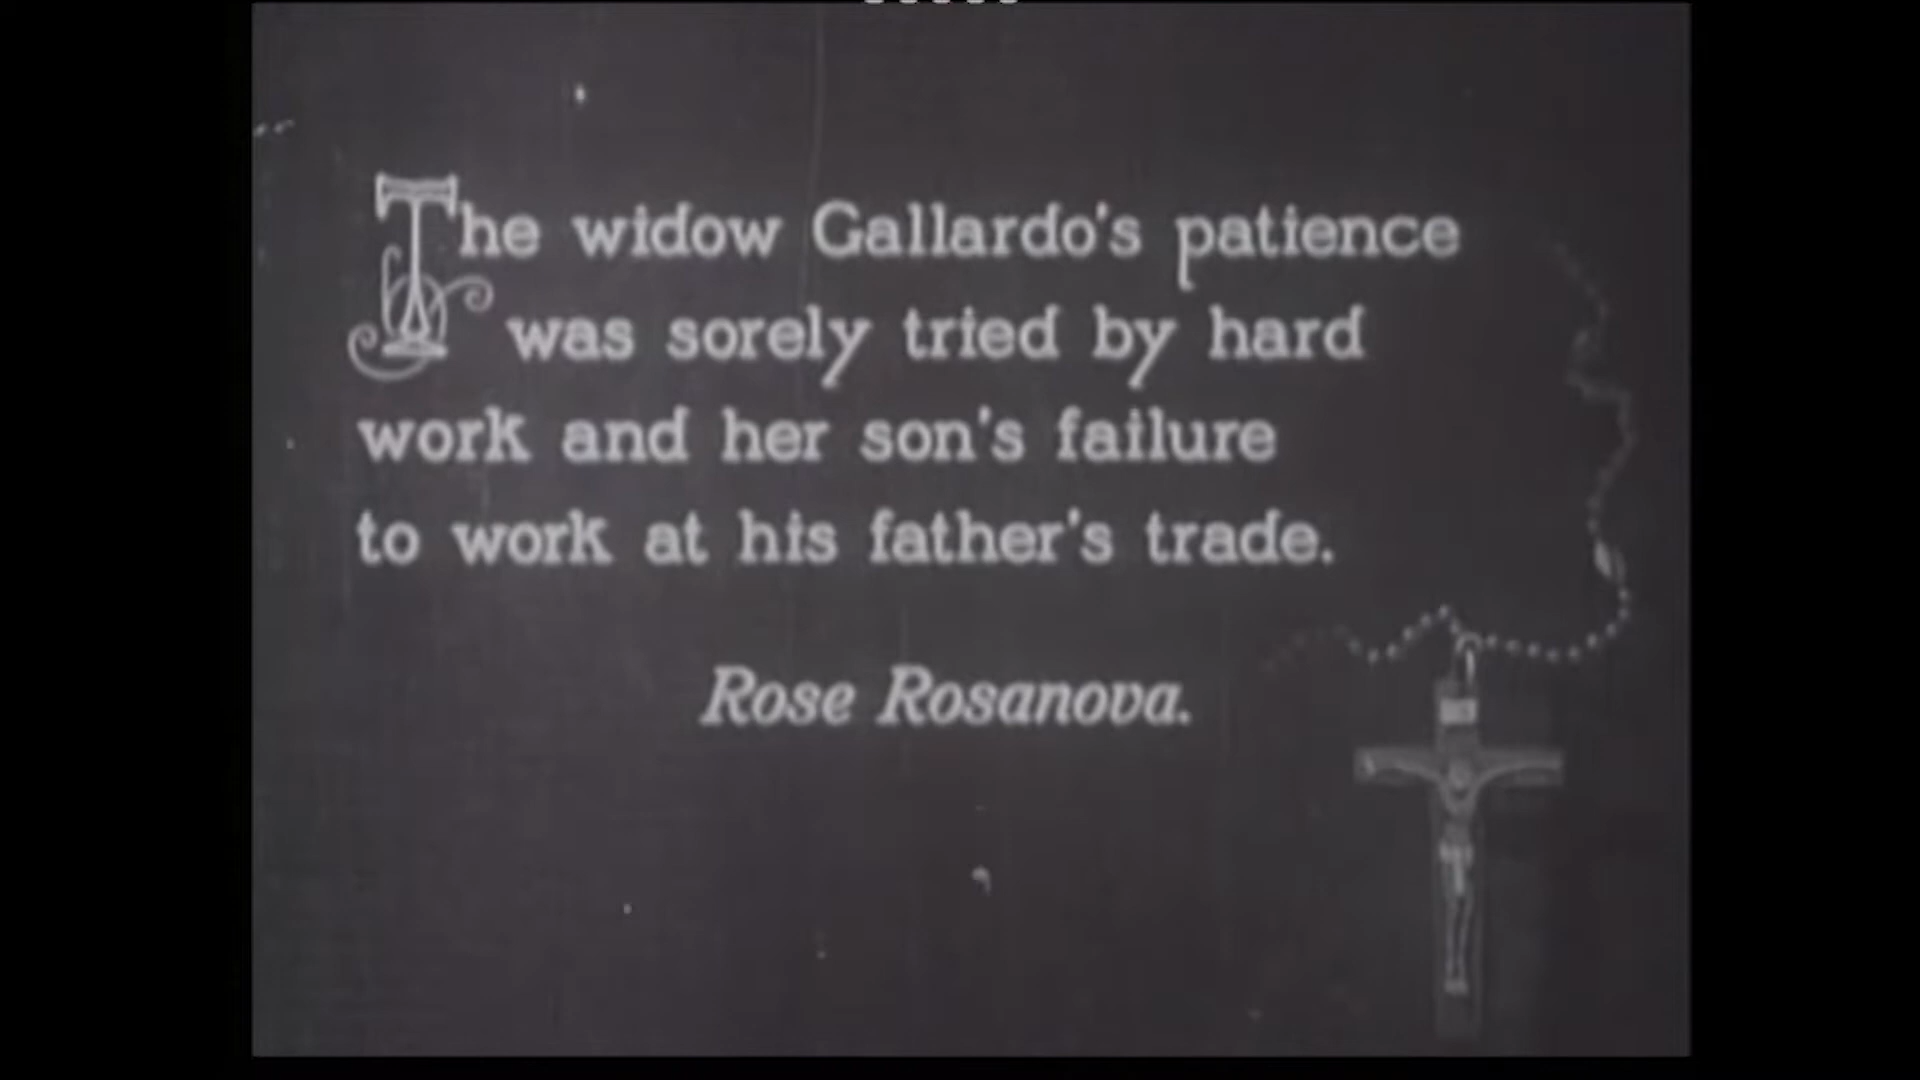 The widow Gallardo's patience
was sorely tried by hard
work and her son's failure
to work at his father's trade.
Rose Rosanova.